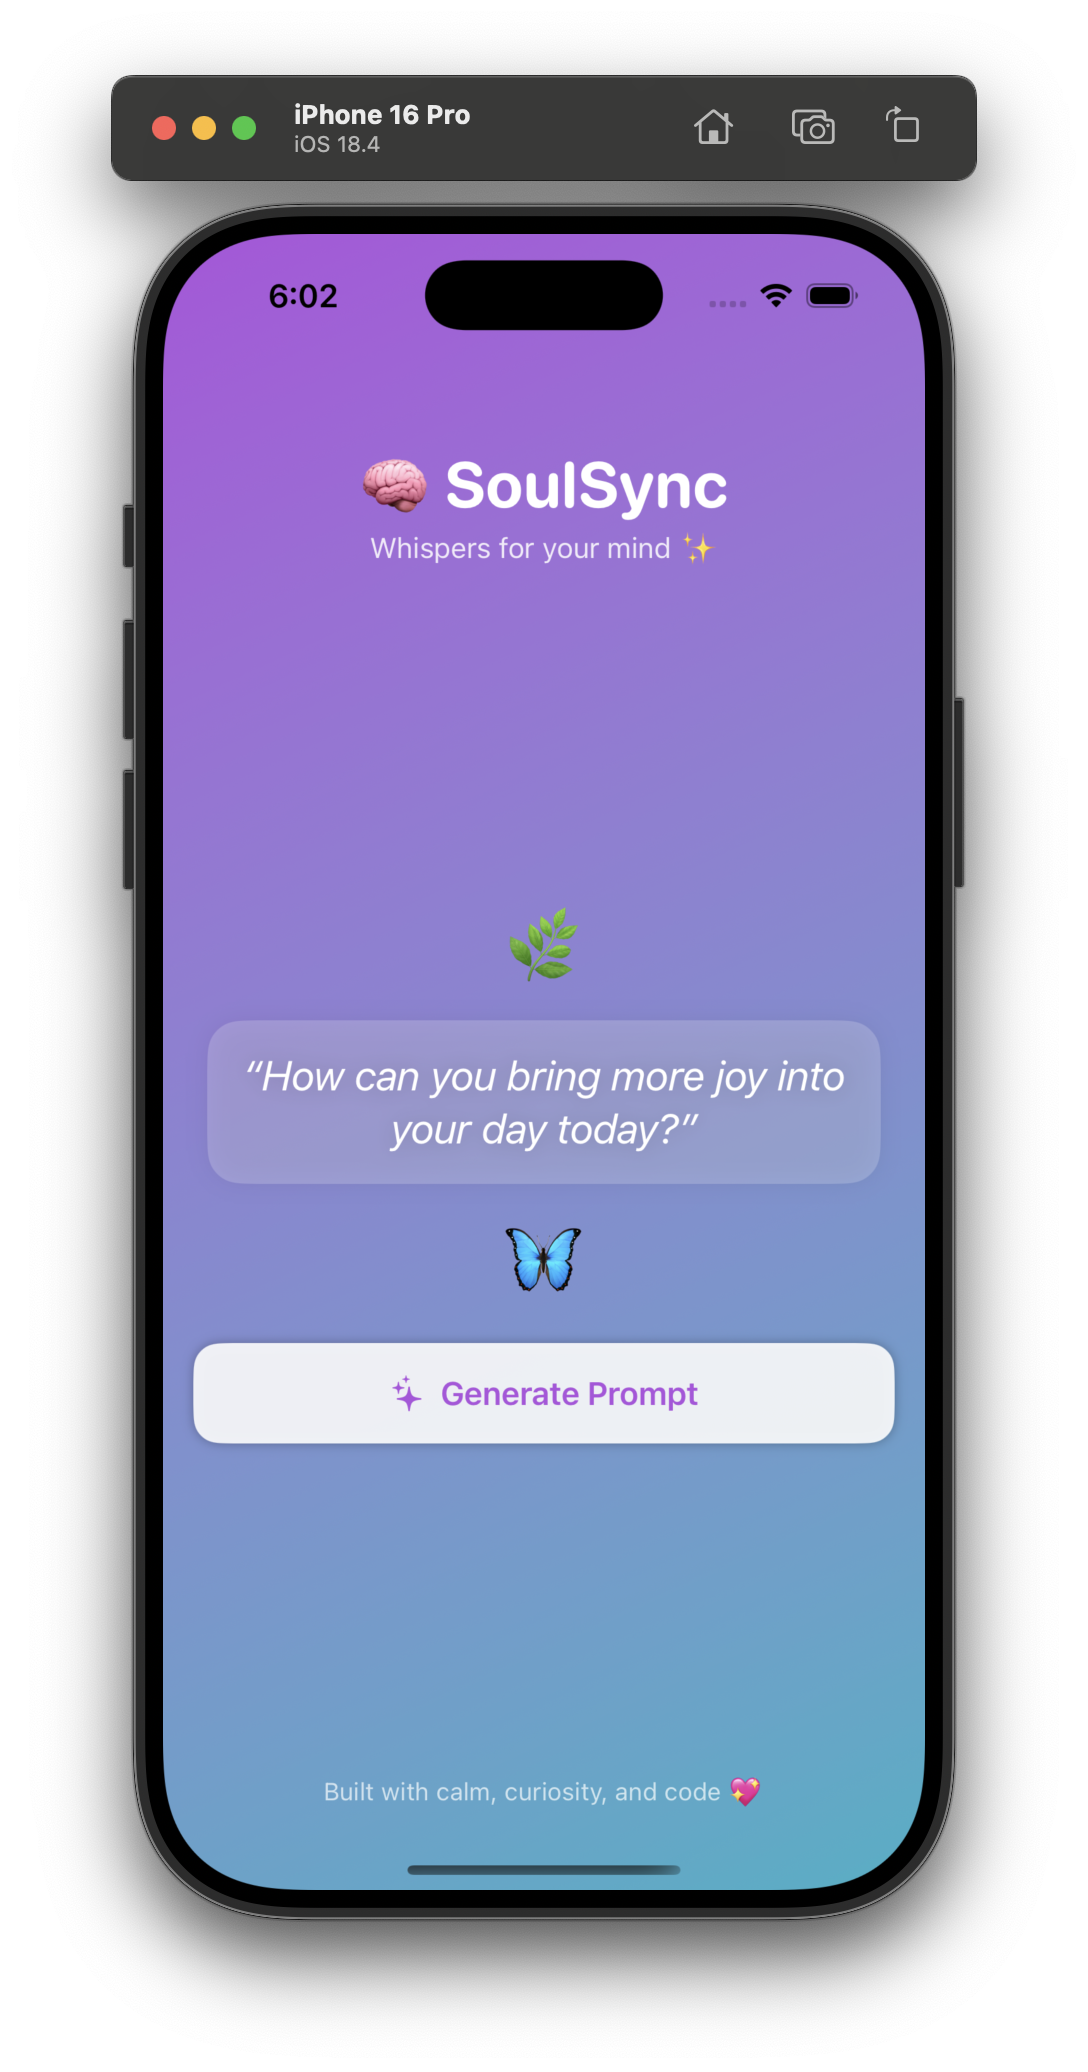 iPhone 16 Pro
iOS 18.4
6:02
🧠 SoulSync
Whispers for your mind ✨
“How can you bring more joy into
your day today?”
Generate Prompt
Built with calm, curiosity, and code 💖